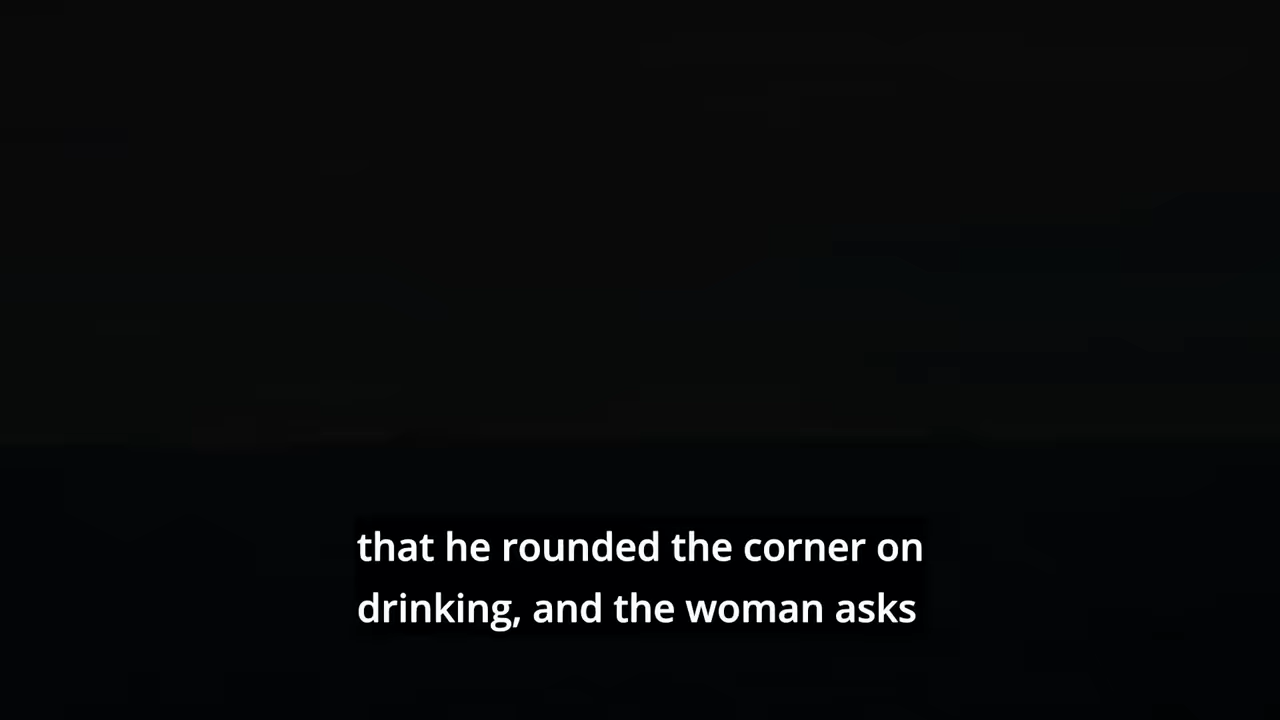 that he rounded the corner on
drinking, and the woman asks